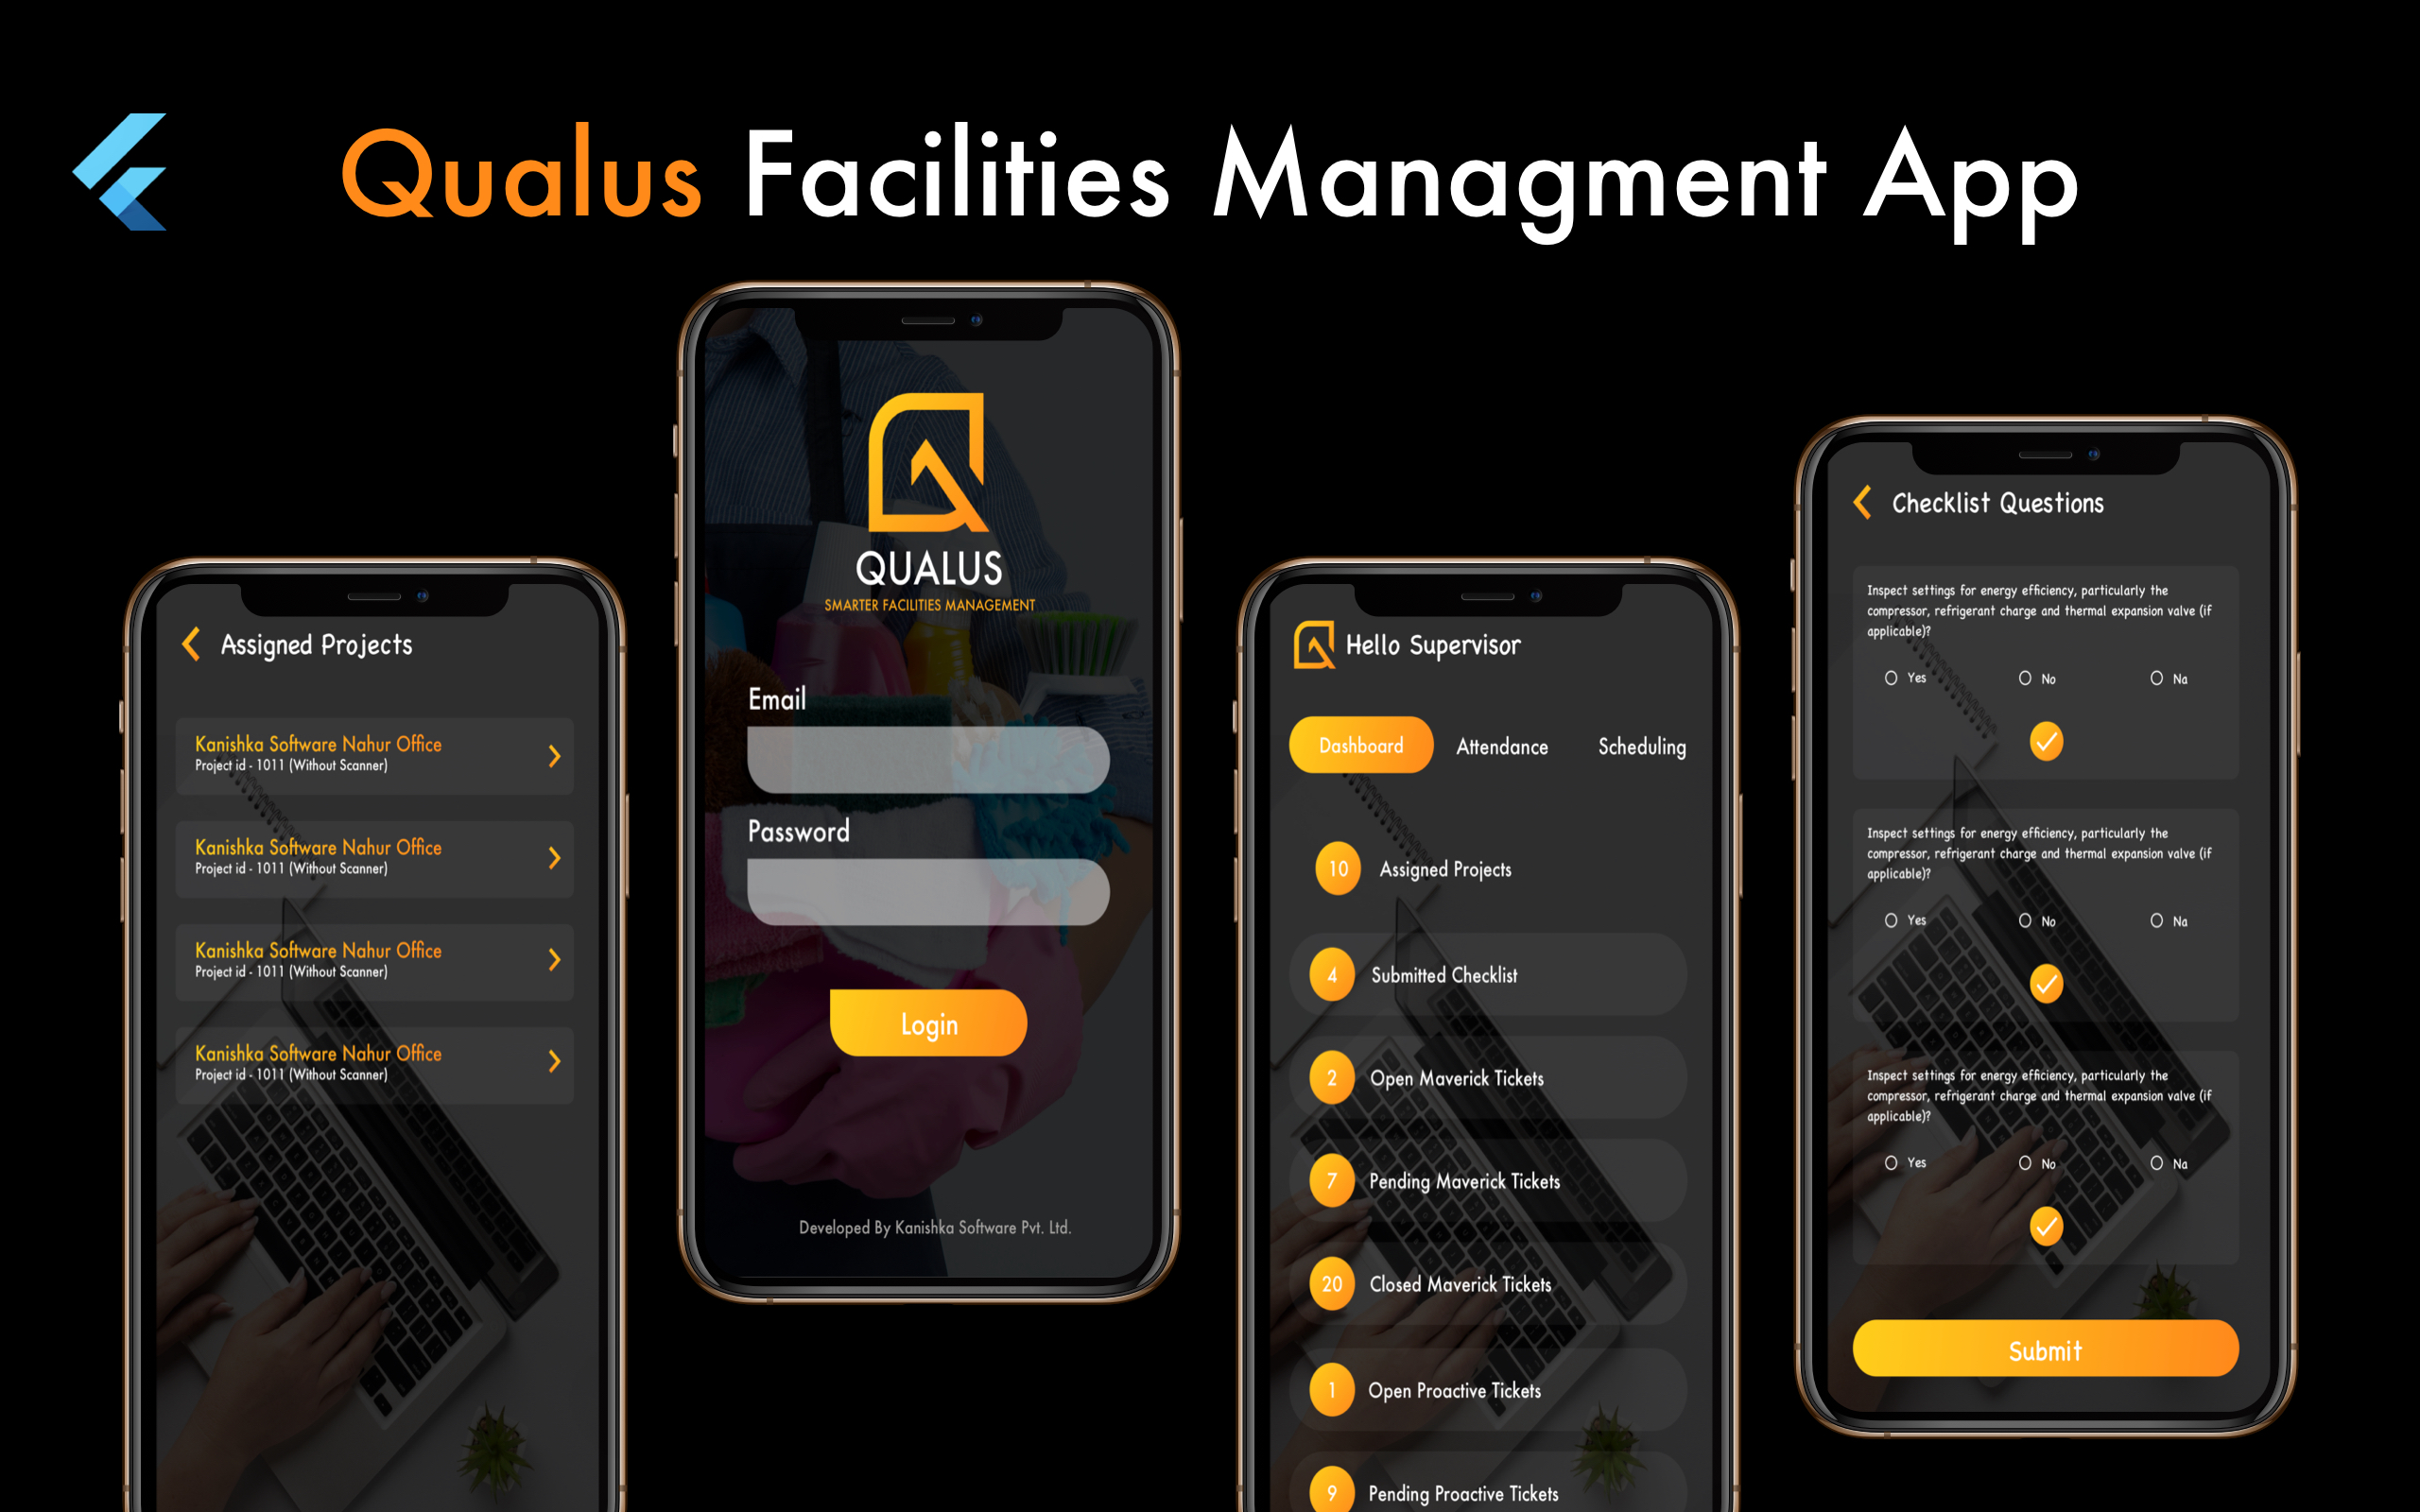 Qualus Facilities Managment App
Assigned Projects
Kanishka Software Nahur Office
Project id - 1011 (Without Scanner)
Kanishka Software Nahur Office
Project id - 1011 (Without Scanner)
Kanishka Software Nahur Office
Project id - 1011 (Without Scanner)
Kanishka Software Nahur Office
Project id - 1011 (Without Scanner)
QUALUS
SMARTER FACILITIES MANAGEMENT
Email
Password
Login
Developed By Kanishka Software Pvt. Ltd.
Hello Supervisor
Dashboard Attendance Scheduling
10 Assigned Projects
4 Submitted Checklist
2 Open Maverick Tickets
7 Pending Maverick Tickets
20 Closed Maverick Tickets
1 Open Proactive Tickets
9 Pending Proactive Tickets
Checklist Questions
Inspect settings for energy efficiency, particularly the
compressor, refrigerant charge and thermal expansion valve (if
applicable)?
Yes No Na
Inspect settings for energy efficiency, particularly the
compressor, refrigerant charge and thermal expansion valve (if
applicable)?
Yes No Na
Inspect settings for energy efficiency, particularly the
compressor, refrigerant charge and thermal expansion valve (if
applicable)?
Yes No Na
Submit